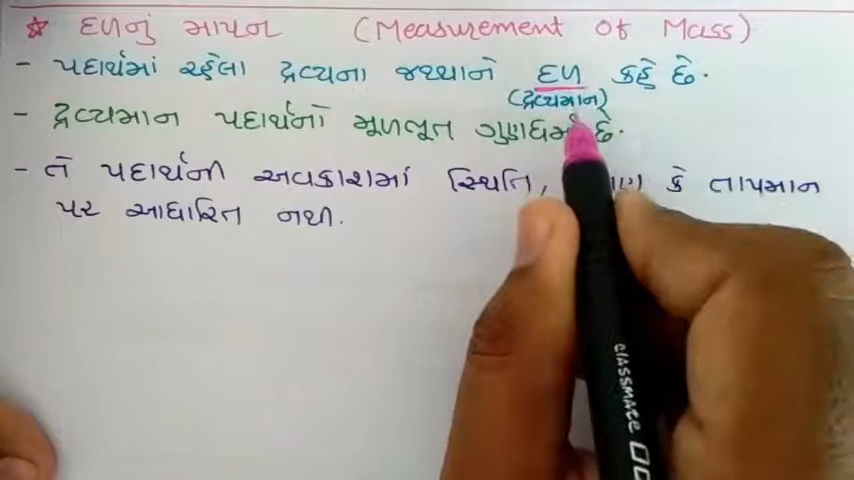 ☆ દળનું માપન (Measurement of Mass)
- પદાર્થમાં રહેલા દ્રવ્યના જથ્થાને દળ કહે છે.
(દ્રવ્યમાન)
- દ્રવ્યમાન પદાર્થનો મૂળભૂત ગુણધર્મ છે.
- તે પદાર્થની અવકાશમાં સ્થિતિ, કે તાપમાન
પર આધારિત નથી.
CLASSMATE